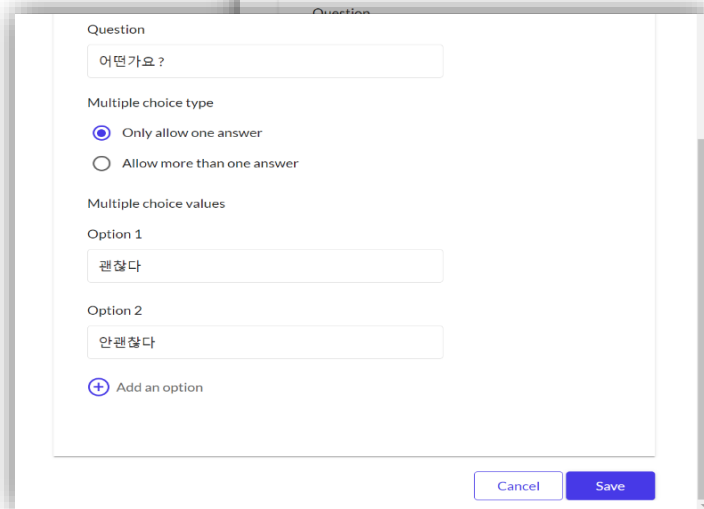 Question
Question
어떤가요 ?
Multiple choice type
Only allow one answer
Allow more than one answer
Multiple choice values
Option 1
괜찮다
Option 2
안괜찮다
Add an option
Cancel
Save